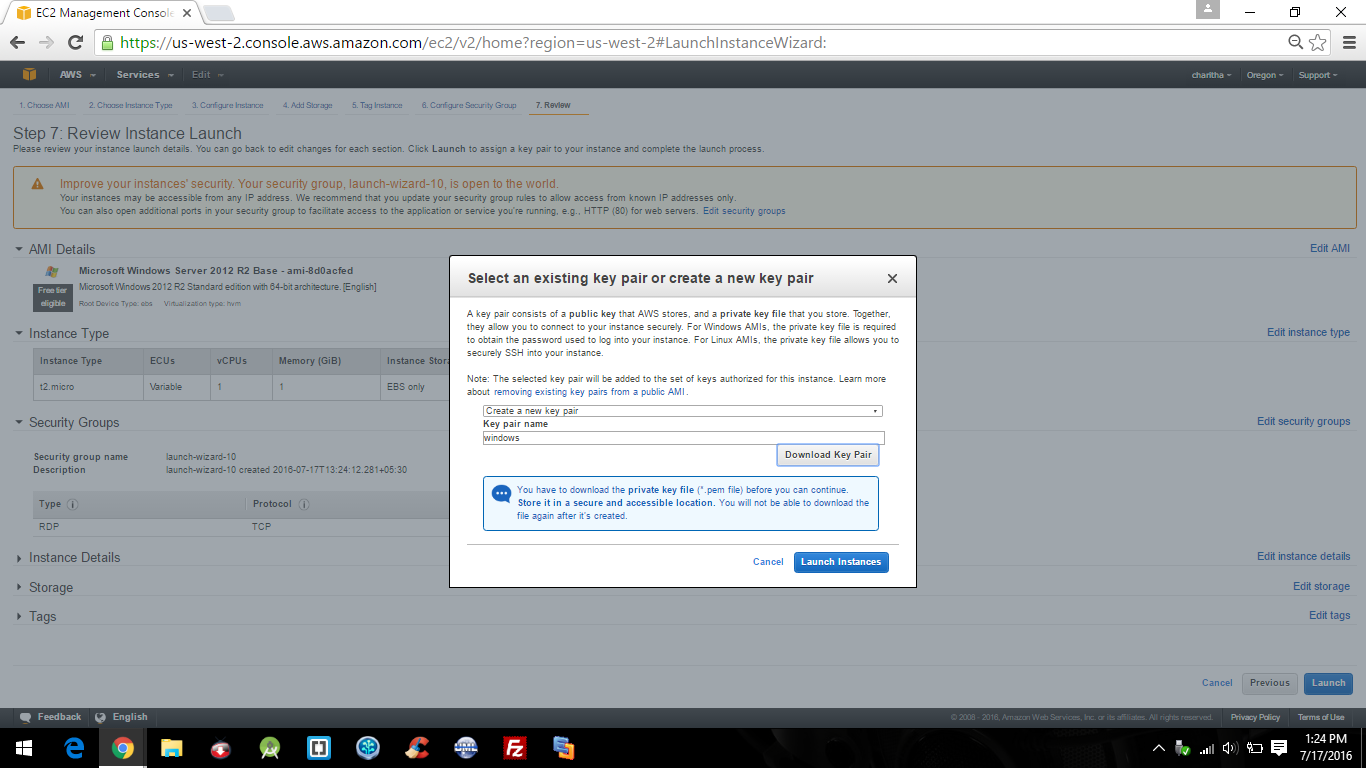 EC2 Management Console
https://us-west-2.console.aws.amazon.com/ec2/v2/home?region=us-west-2#LaunchInstanceWizard:
AWS Services Edit charitha Oregon Support
1. Choose AMI 2. Choose Instance Type 3. Configure Instance 4. Add Storage 5. Tag Instance 6. Configure Security Group 7. Review
Step 7: Review Instance Launch
Please review your instance launch details. You can go back to edit changes for each section. Click Launch to assign a key pair to your instance and complete the launch process.
Improve your instances' security. Your security group, launch-wizard-10, is open to the world.
Your instances may be accessible from any IP address. We recommend that you update your security group rules to allow access from known IP addresses only.
You can also open additional ports in your security group to facilitate access to the application or service you're running, e.g., HTTP (80) for web servers. Edit security groups
AMI Details Edit AMI
Microsoft Windows Server 2012 R2 Base - ami-8d0acfed
Microsoft Windows 2012 R2 Standard edition with 64-bit architecture. [English]
Free tier
eligible
Root Device Type: ebs Virtualization type: hvm
Instance Type Edit instance type
Instance Type ECUs vCPUs Memory (GiB) Instance Stora
t2.micro Variable 1 1 EBS only
Security Groups Edit security groups
Security group name launch-wizard-10
Description launch-wizard-10 created 2016-07-17T13:24:12.281+05:30
Type i Protocol i
RDP TCP
Instance Details Edit instance details
Storage Edit storage
Tags Edit tags
Select an existing key pair or create a new key pair
A key pair consists of a public key that AWS stores, and a private key file that you store. Together,
they allow you to connect to your instance securely. For Windows AMIs, the private key file is required
to obtain the password used to log into your instance. For Linux AMIs, the private key file allows you to
securely SSH into your instance.
Note: The selected key pair will be added to the set of keys authorized for this instance. Learn more
about removing existing key pairs from a public AMI.
Create a new key pair
Key pair name
windows
Download Key Pair
You have to download the private key file (*.pem file) before you can continue.
Store it in a secure and accessible location. You will not be able to download the
file again after it's created.
Cancel Launch Instances
Cancel Previous Launch
Feedback English © 2008 - 2016, Amazon Web Services, Inc. or its affiliates. All rights reserved. Privacy Policy Terms of Use
1:24 PM
7/17/2016